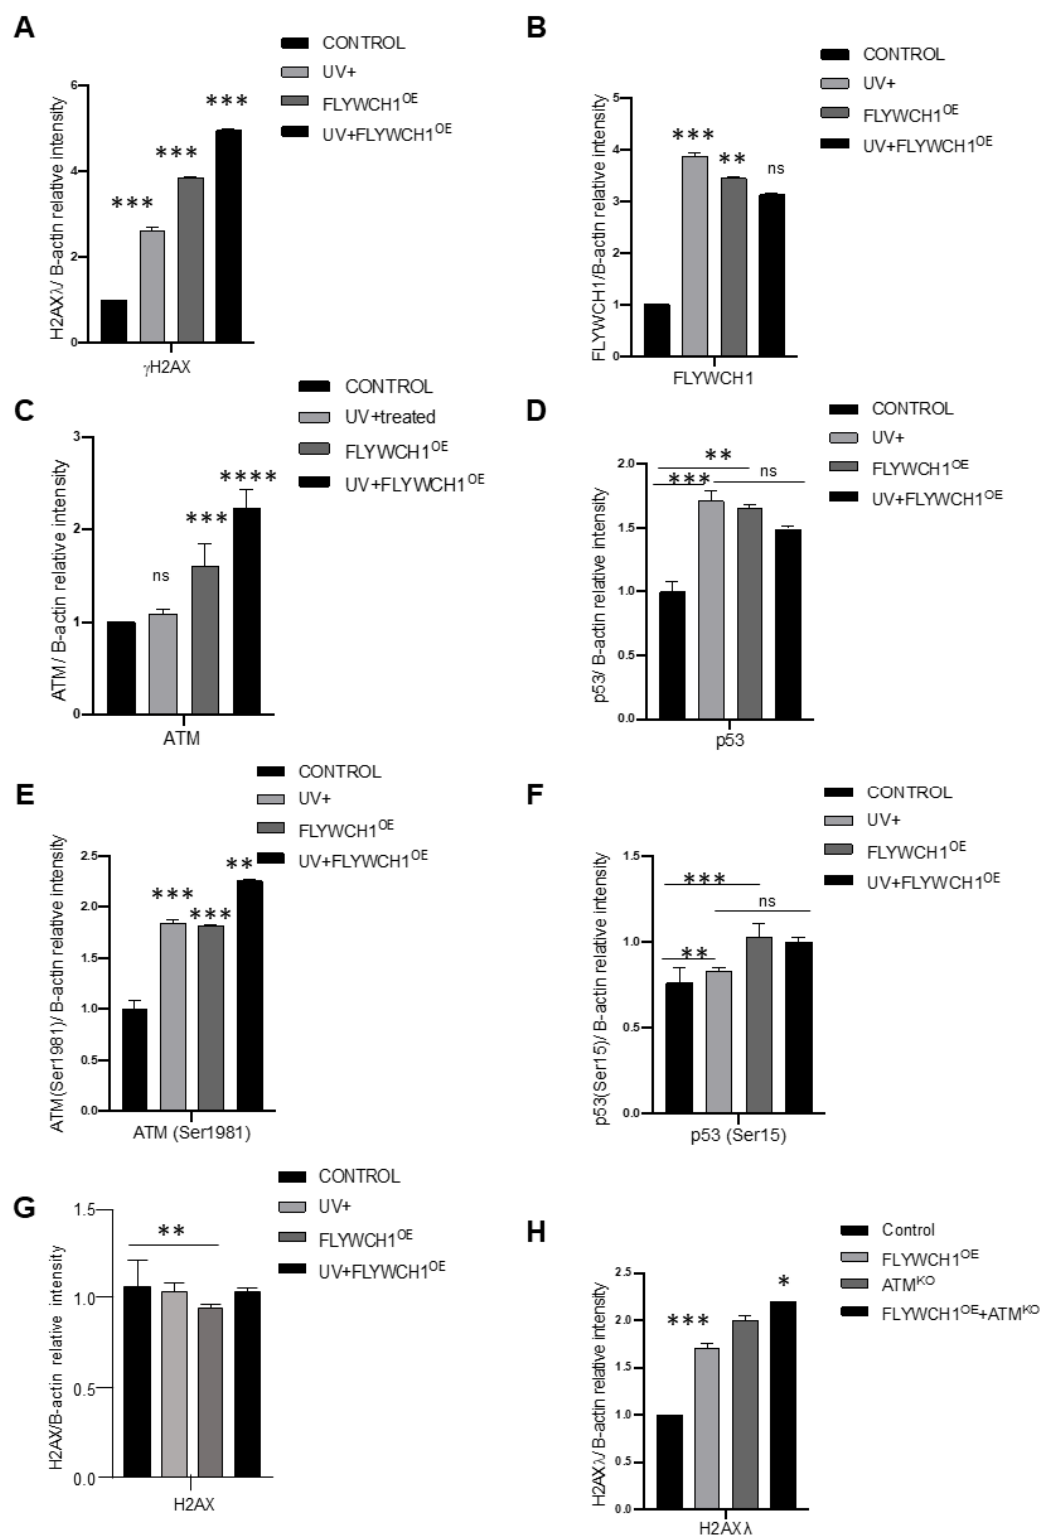 A
CONTROL
UV+
FLYWCH1OE
UV+FLYWCH1OE
H2AXλ/ B-actin relative intensity
6
4
2
0
***
***
***
γH2AX
B
CONTROL
UV+
FLYWCH1OE
UV+FLYWCH1OE
FLYWCH1/B-actin relative intensity
5
4
3
2
1
0
***
**
ns
FLYWCH1
C
CONTROL
UV+treated
FLYWCH1OE
UV+FLYWCH1OE
ATM/ B-actin relative intensity
3
2
1
0
ns
***
****
ATM
D
CONTROL
UV+
FLYWCH1OE
UV+FLYWCH1OE
p53/ B-actin relative intensity
2.0
1.5
1.0
0.5
0.0
**
***
ns
p53
E
CONTROL
UV+
FLYWCH1OE
UV+FLYWCH1OE
ATM(Ser1981)/ B-actin relative intensity
2.5
2.0
1.5
1.0
0.5
0.0
***
***
**
ATM (Ser1981)
F
CONTROL
UV+
FLYWCH1OE
UV+FLYWCH1OE
p53(Ser15)/ B-actin relative intensity
1.5
1.0
0.5
0.0
***
ns
**
p53 (Ser15)
G
CONTROL
UV+
FLYWCH1OE
UV+FLYWCH1OE
H2AX/B-actin relative intensity
1.5
1.0
0.5
0.0
**
H2AX
H
Control
FLYWCH1OE
ATMKO
FLYWCH1OE+ATMKO
H2AXλ/ B-actin relative intensity
2.5
2.0
1.5
1.0
0.5
0.0
***
*
H2AXλ